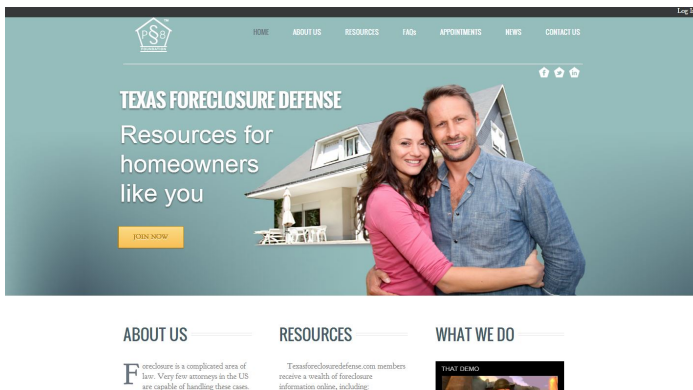 Log I
P§8
HOME ABOUT US RESOURCES FAQs APPOINTMENTS NEWS CONTACT US
TEXAS FORECLOSURE DEFENSE
Resources for
homeowners
like you
JOIN NOW
ABOUT US RESOURCES WHAT WE DO
Foreclosure is a complicated area of
law. Very few attorneys in the US
are capable of handling these cases.
Texasforeclosuredefense.com members
receive a wealth of foreclosure
information online, including:
THAT DEMO